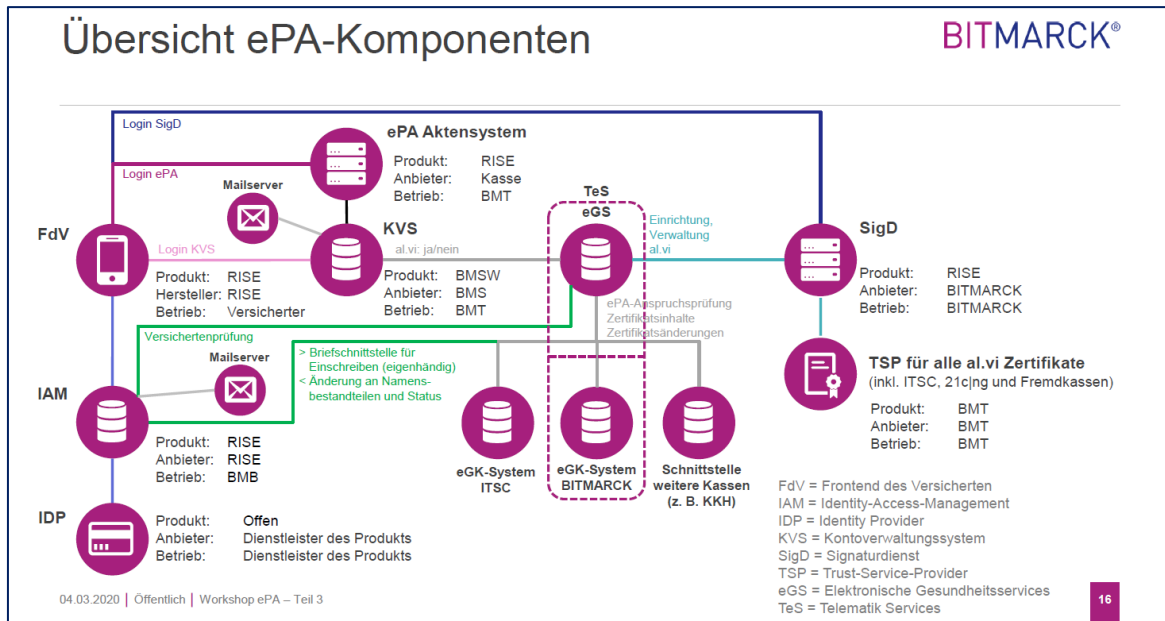 Übersicht ePA-Komponenten
BITMARCK®
Login SigD
ePA Aktensystem
Produkt: RISE
Anbieter: Kasse
Betrieb: BMT
Login ePA
Mailserver
TeS
eGS
FdV
Login KVS
KVS
al.vi: ja/nein
Einrichtung,
Verwaltung
al.vi
SigD
Produkt: RISE
Hersteller: RISE
Betrieb: Versicherter
Produkt: BMSW
Anbieter: BMS
Betrieb: BMT
Produkt: RISE
Anbieter: BITMARCK
Betrieb: BITMARCK
ePA-Anspruchsprüfung
Zertifikatsinhalte
Zertifikatsänderungen
Versichertenprüfung
> Briefschnittstelle für
Einschreiben (eigenhändig)
< Änderung an Namens-
bestandteilen und Status
Mailserver
TSP für alle al.vi Zertifikate
(inkl. ITSC, 21c|ng und Fremdkassen)
Produkt: BMT
Anbieter: BMT
Betrieb: BMT
IAM
Produkt: RISE
Anbieter: RISE
Betrieb: BMB
eGK-System
ITSC
eGK-System
BITMARCK
Schnittstelle
weitere Kassen
(z. B. KKH)
IDP
Produkt: Offen
Anbieter: Dienstleister des Produkts
Betrieb: Dienstleister des Produkts
FdV = Frontend des Versicherten
IAM = Identity-Access-Management
IDP = Identity Provider
KVS = Kontoverwaltungssystem
SigD = Signaturdienst
TSP = Trust-Service-Provider
eGS = Elektronische Gesundheitsservices
TeS = Telematik Services
04.03.2020 | Öffentlich | Workshop ePA – Teil 3
16